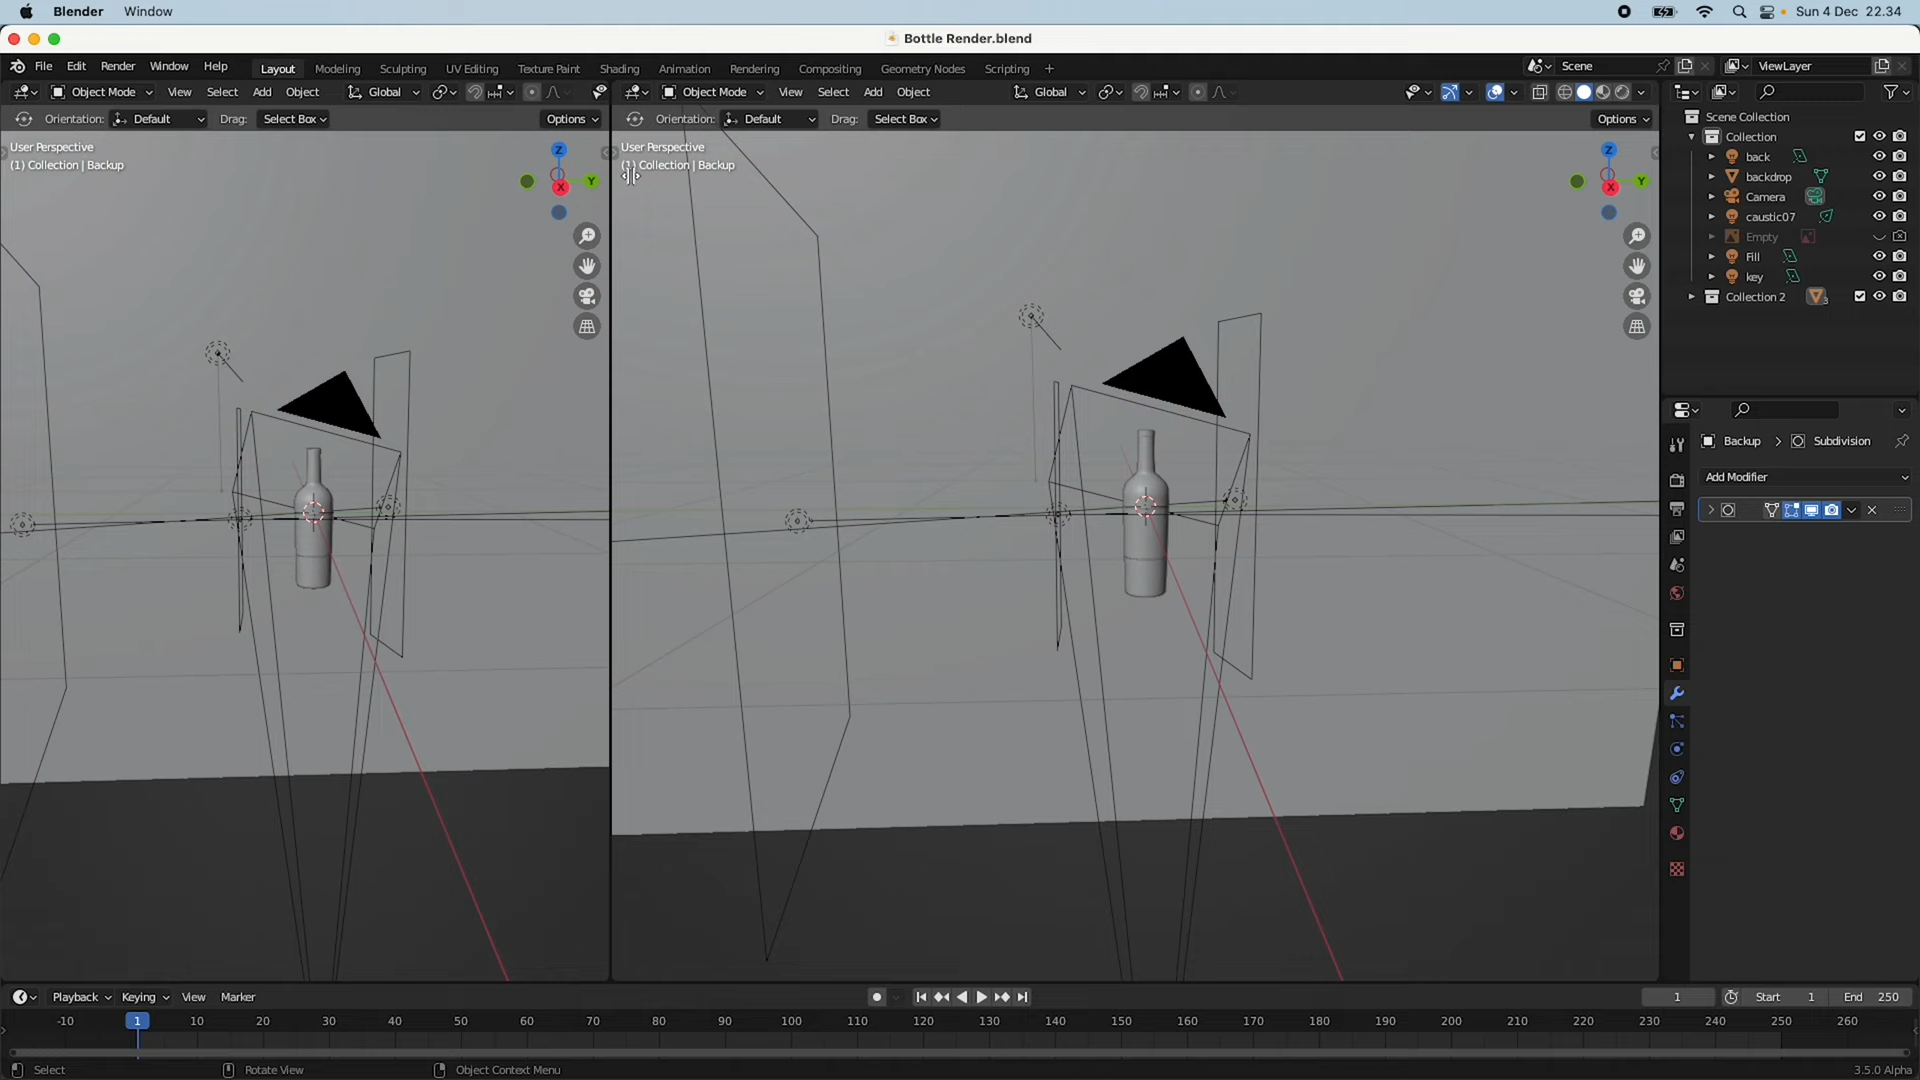 Blender Window Sun 4 Dec 22.34
Bottle Render.blend
File Edit Render Window Help Layout Modeling Sculpting UV Editing Texture Paint Shading Animation Rendering Compositing Geometry Nodes Scripting + Scene ViewLayer
Object Mode View Select Add Object Global
Object Mode View Select Add Object Global
Orientation: Default Drag: Select Box Options
Orientation: Default Drag: Select Box Options
User Perspective
(1) Collection | Backup
Z
Y
X
User Perspective
(1) Collection | Backup
Z
Y
X
Scene Collection
Collection
back
backdrop
Camera
caustic07
Empty
Fill
key
Collection 2 3
Backup > Subdivision
Add Modifier
Playback Keying View Marker 1 Start 1 End 250
-10 1 10 20 30 40 50 60 70 80 90 100 110 120 130 140 150 160 170 180 190 200 210 220 230 240 250 260
Select Rotate View Object Context Menu 3.5.0 Alpha